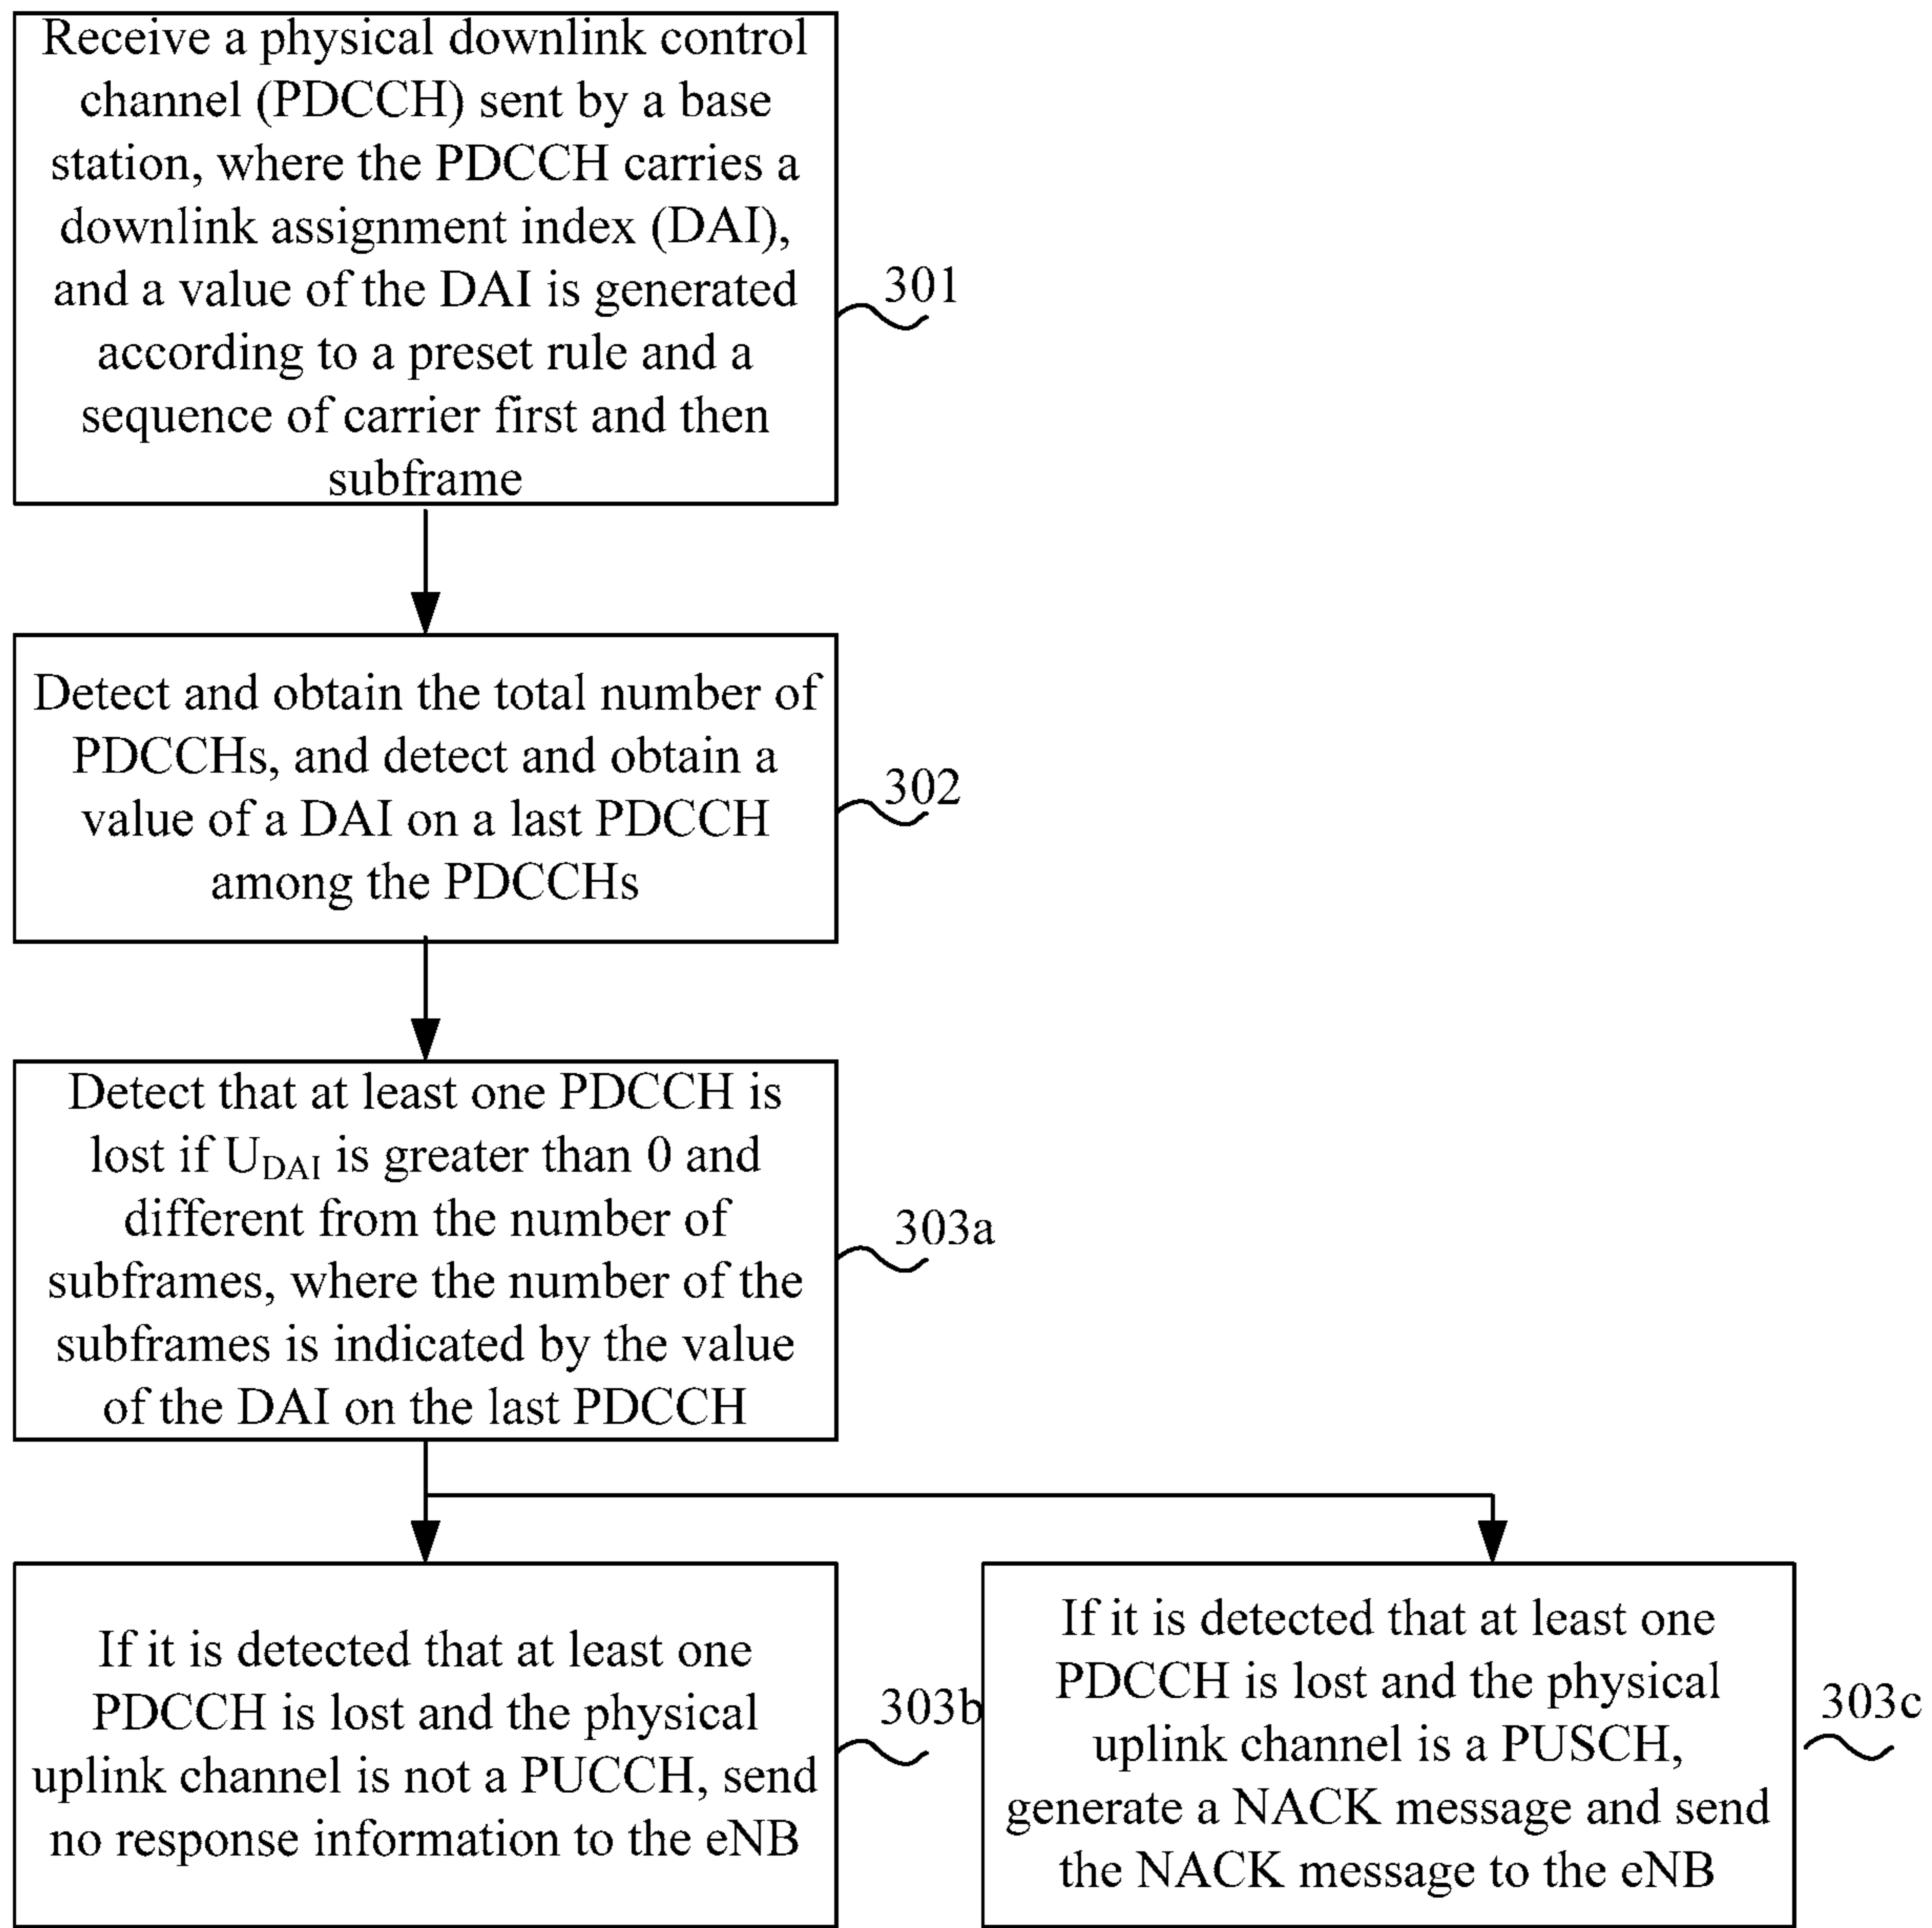 Receive a physical downlink control
channel (PDCCH) sent by a base
station, where the PDCCH carries a
downlink assignment index (DAI),
and a value of the DAI is generated
according to a preset rule and a
sequence of carrier first and then
subframe
301
Detect and obtain the total number of
PDCCHs, and detect and obtain a
value of a DAI on a last PDCCH
among the PDCCHs
302
Detect that at least one PDCCH is
lost if U_DAI is greater than 0 and
different from the number of
subframes, where the number of the
subframes is indicated by the value
of the DAI on the last PDCCH
303a
If it is detected that at least one
PDCCH is lost and the physical
uplink channel is not a PUCCH, send
no response information to the eNB
303b
If it is detected that at least one
PDCCH is lost and the physical
uplink channel is a PUSCH,
generate a NACK message and send
the NACK message to the eNB
303c